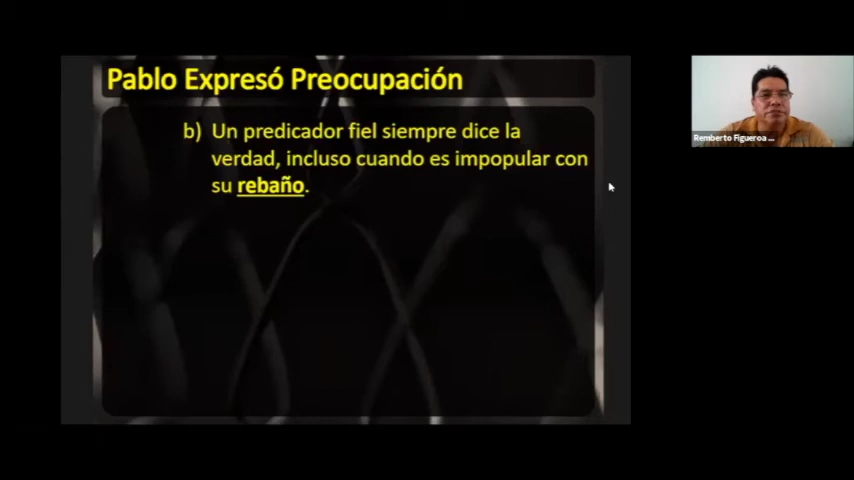 Pablo Expresó Preocupación
b) Un predicador fiel siempre dice la
verdad, incluso cuando es impopular con
su rebaño.
Remberto Figueroa ...